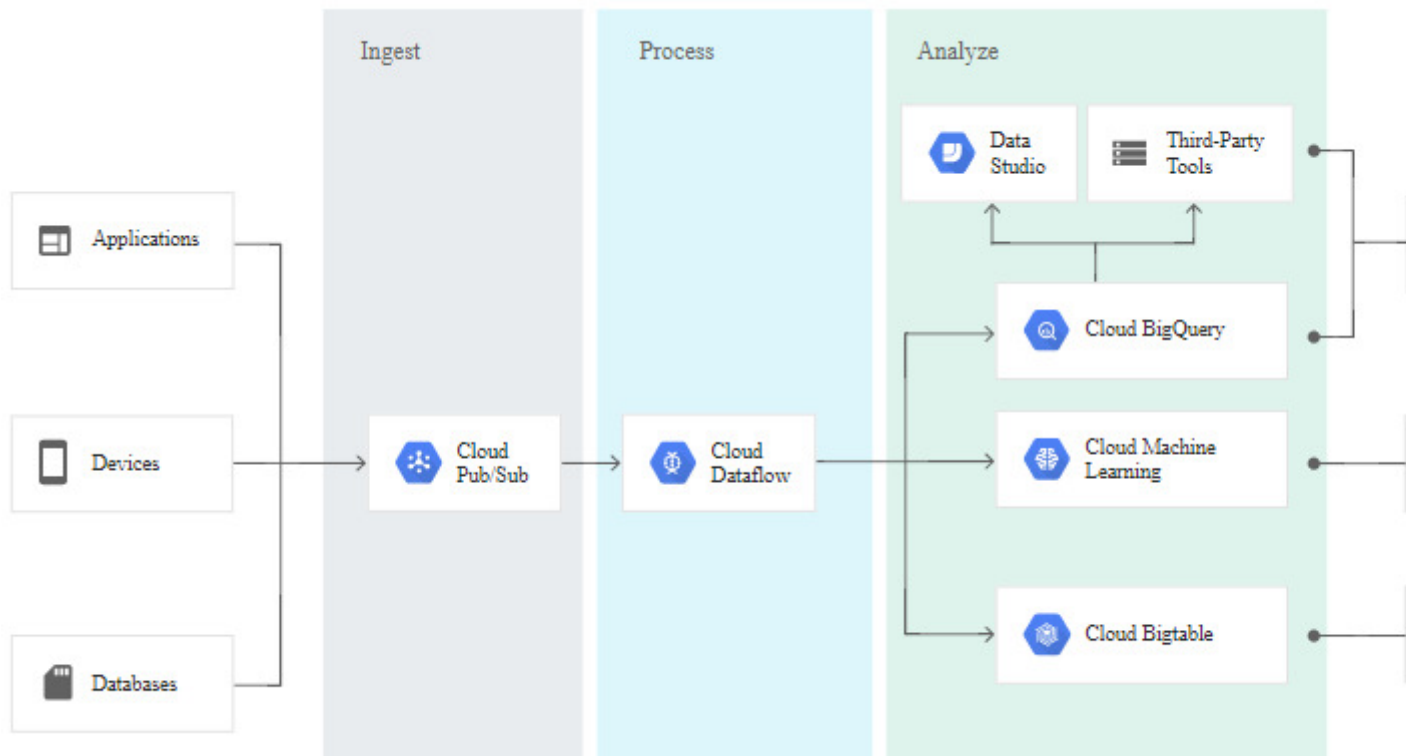 Ingest
Process
Analyze
Data
Studio
Third-Party
Tools
Applications
Cloud BigQuery
Devices
Cloud
Pub/Sub
Cloud
Dataflow
Cloud Machine
Learning
Databases
Cloud Bigtable